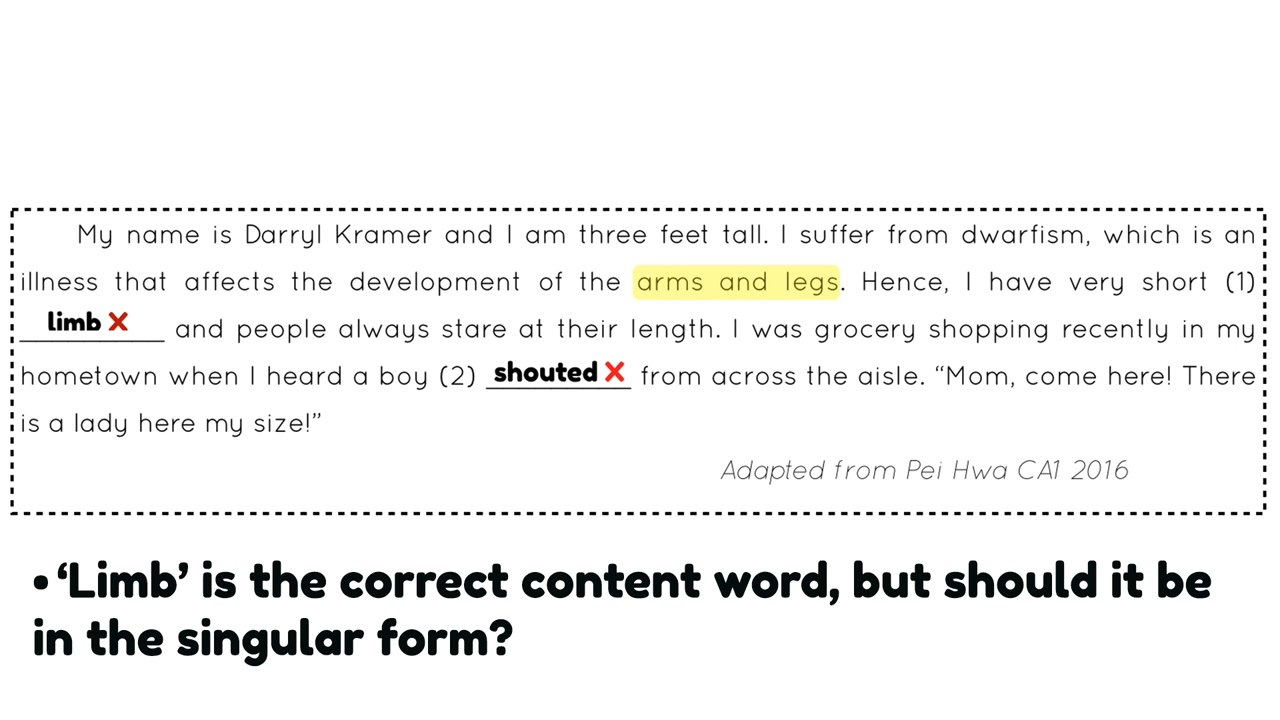 My name is Darryl Kramer and I am three feet tall. I suffer from dwarfism, which is an
illness that affects the development of the arms and legs. Hence, I have very short (1)
limb ✗ and people always stare at their length. I was grocery shopping recently in my
hometown when I heard a boy (2) shouted ✗ from across the aisle. “Mom, come here! There
is a lady here my size!”
Adapted from Pei Hwa CA1 2016
• ‘Limb’ is the correct content word, but should it be
in the singular form?